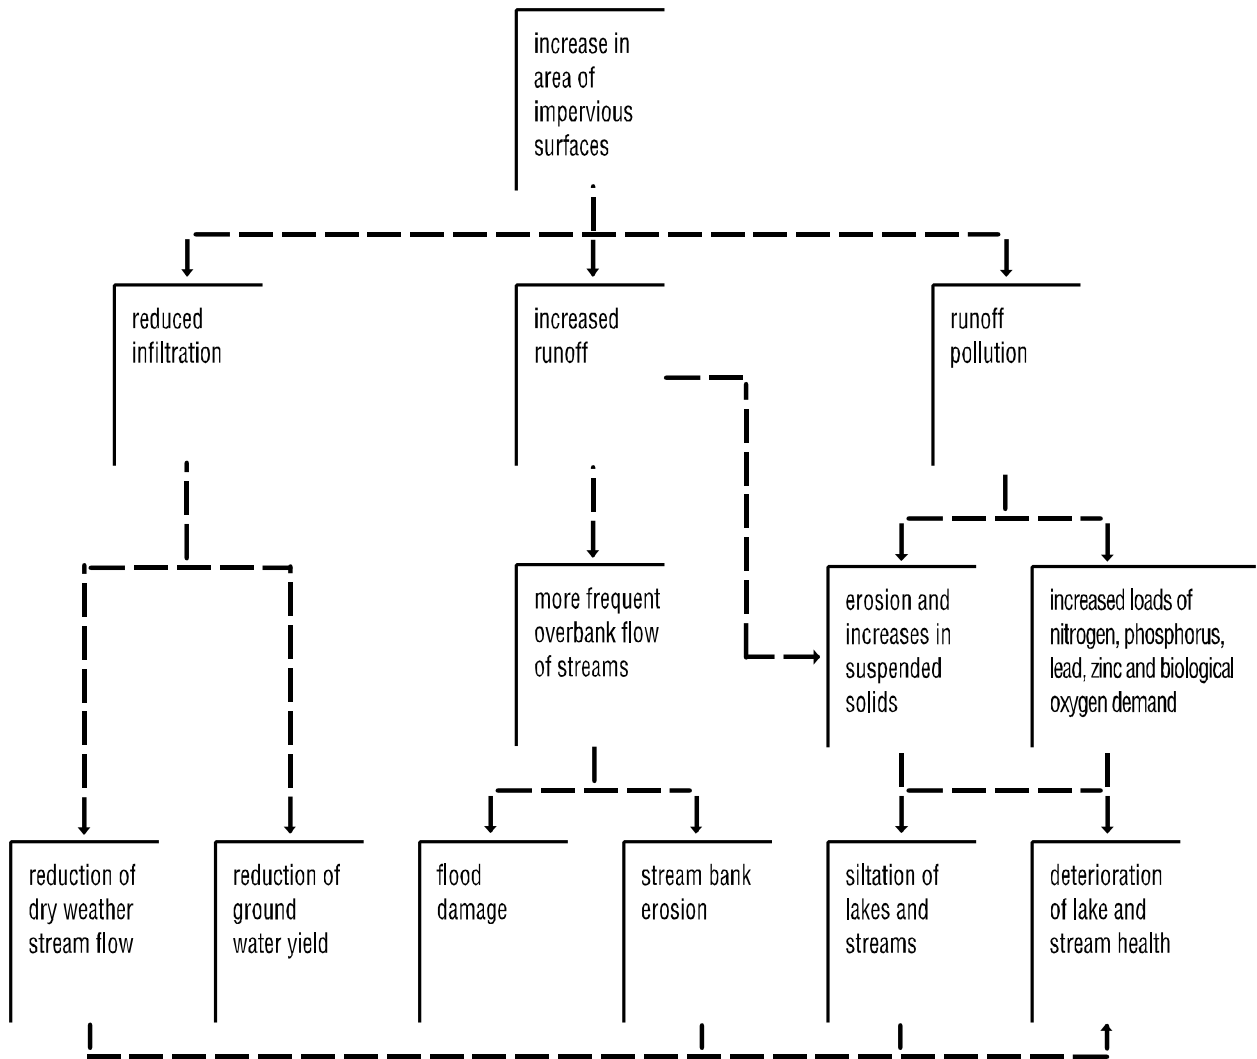 increase in
area of
impervious
surfaces
reduced
infiltration
increased
runoff
runoff
pollution
more frequent
overbank flow
of streams
erosion and
increases in
suspended
solids
increased loads of
nitrogen, phosphorus,
lead, zinc and biological
oxygen demand
reduction of
dry weather
stream flow
reduction of
ground
water yield
flood
damage
stream bank
erosion
siltation of
lakes and
streams
deterioration
of lake and
stream health